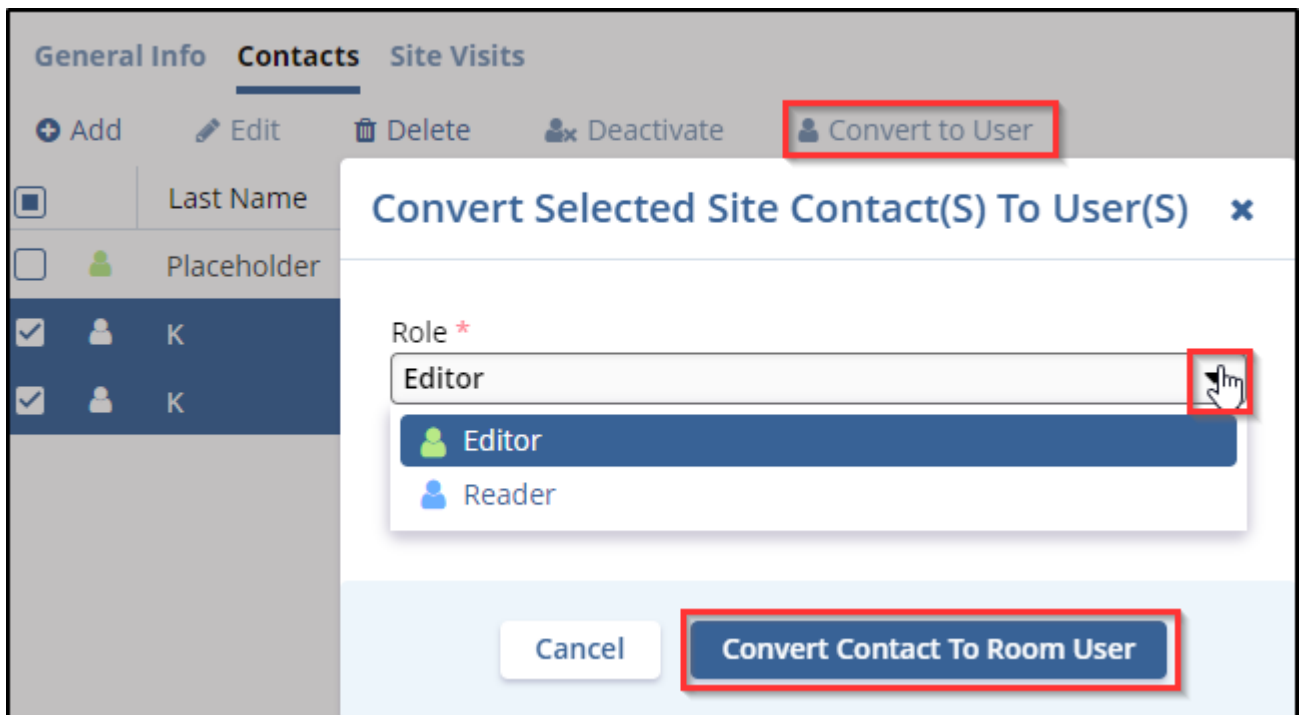 General Info Contacts Site Visits
Add Edit Delete Deactivate Convert to User
Last Name
Convert Selected Site Contact(S) To User(S)
Placeholder
K
Role *
Editor
K
Editor
Reader
Cancel Convert Contact To Room User